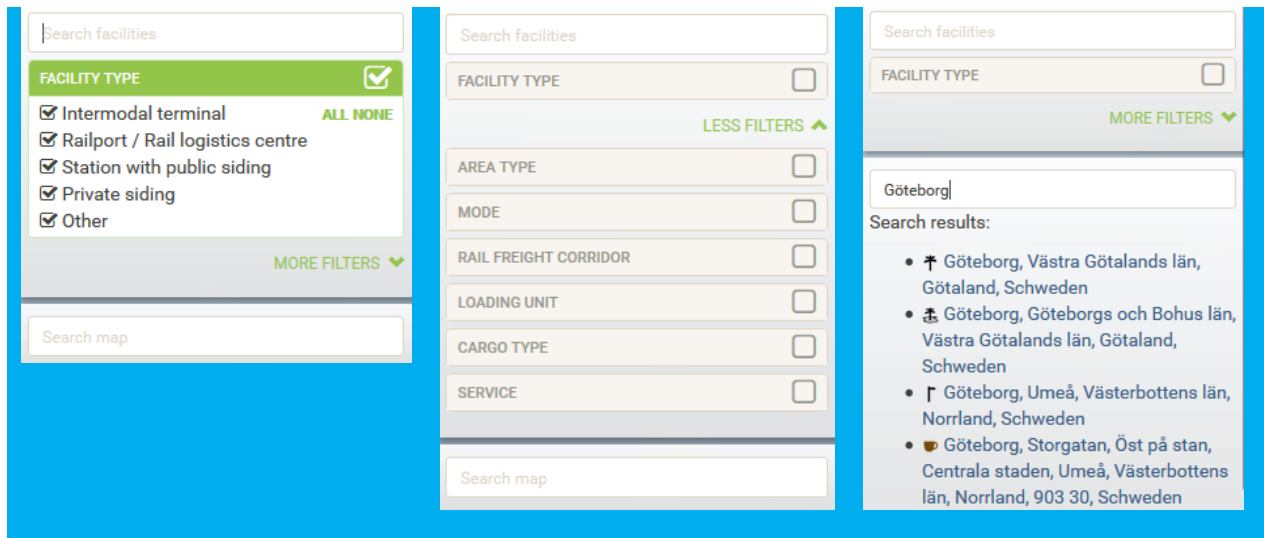 Search facilities
FACILITY TYPE
Intermodal terminal ALL NONE
Railport / Rail logistics centre
Station with public siding
Private siding
Other
MORE FILTERS
Search map
Search facilities
FACILITY TYPE
LESS FILTERS
AREA TYPE
MODE
RAIL FREIGHT CORRIDOR
LOADING UNIT
CARGO TYPE
SERVICE
Search map
Search facilities
FACILITY TYPE
MORE FILTERS
Göteborg
Search results:
Göteborg, Västra Götalands län,
Götaland, Schweden
Göteborg, Göteborgs och Bohus län,
Västra Götalands län, Götaland,
Schweden
Göteborg, Umeå, Västerbottens län,
Norrland, Schweden
Göteborg, Storgatan, Öst på stan,
Centrala staden, Umeå, Västerbottens
län, Norrland, 903 30, Schweden